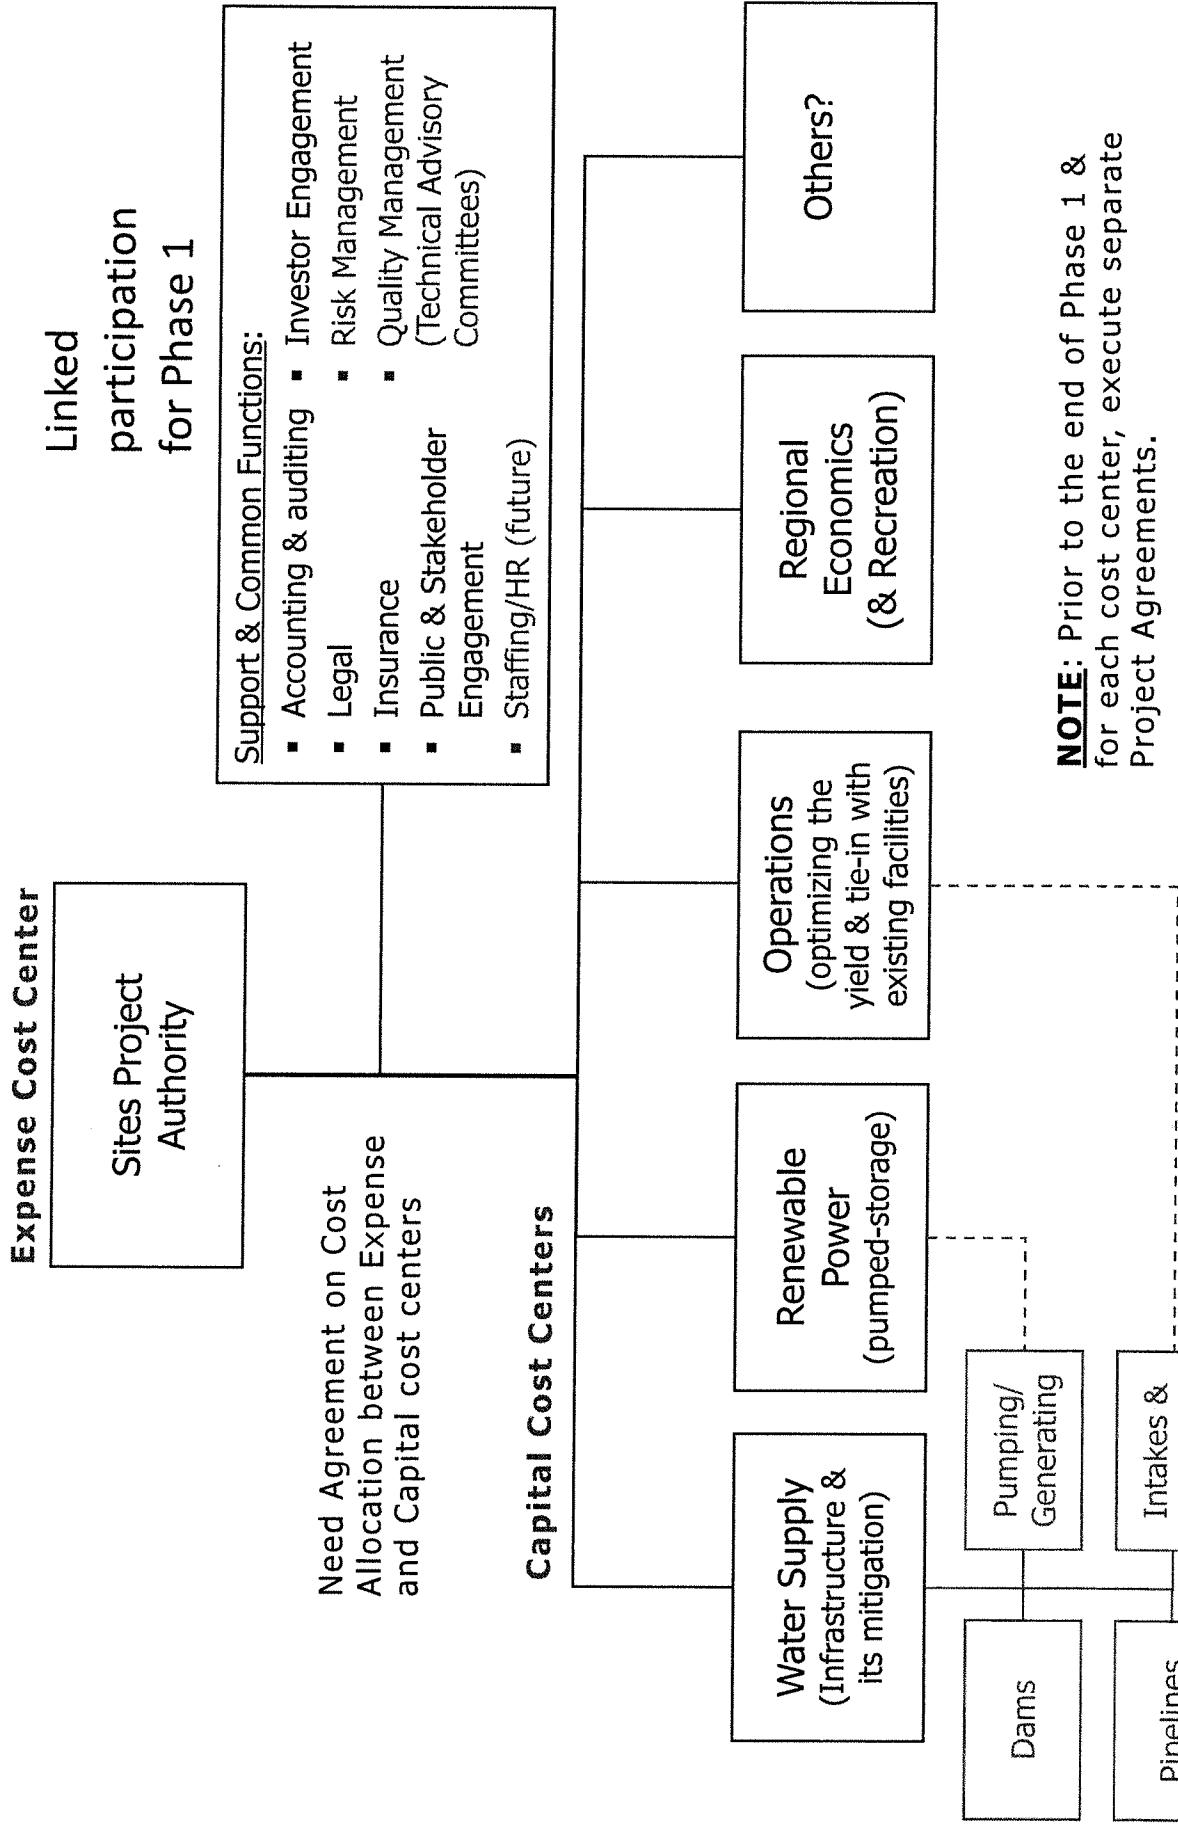 Linked
participation
for Phase 1
Expense Cost Center
Sites Project
Authority
Support & Common Functions:
▪ Accounting & auditing
▪ Legal
▪ Insurance
▪ Public & Stakeholder
Engagement
▪ Staffing/HR (future)
▪ Investor Engagement
▪ Risk Management
▪ Quality Management
(Technical Advisory
Committees)
Need Agreement on Cost
Allocation between Expense
and Capital cost centers
Capital Cost Centers
Water Supply
(Infrastructure &
its mitigation)
Renewable
Power
(pumped-storage)
Operations
(optimizing the
yield & tie-in with
existing facilities)
Regional
Economics
(& Recreation)
Others?
Dams
Pumping/
Generating
Pipelines
Intakes &
NOTE: Prior to the end of Phase 1 &
for each cost center, execute separate
Project Agreements.